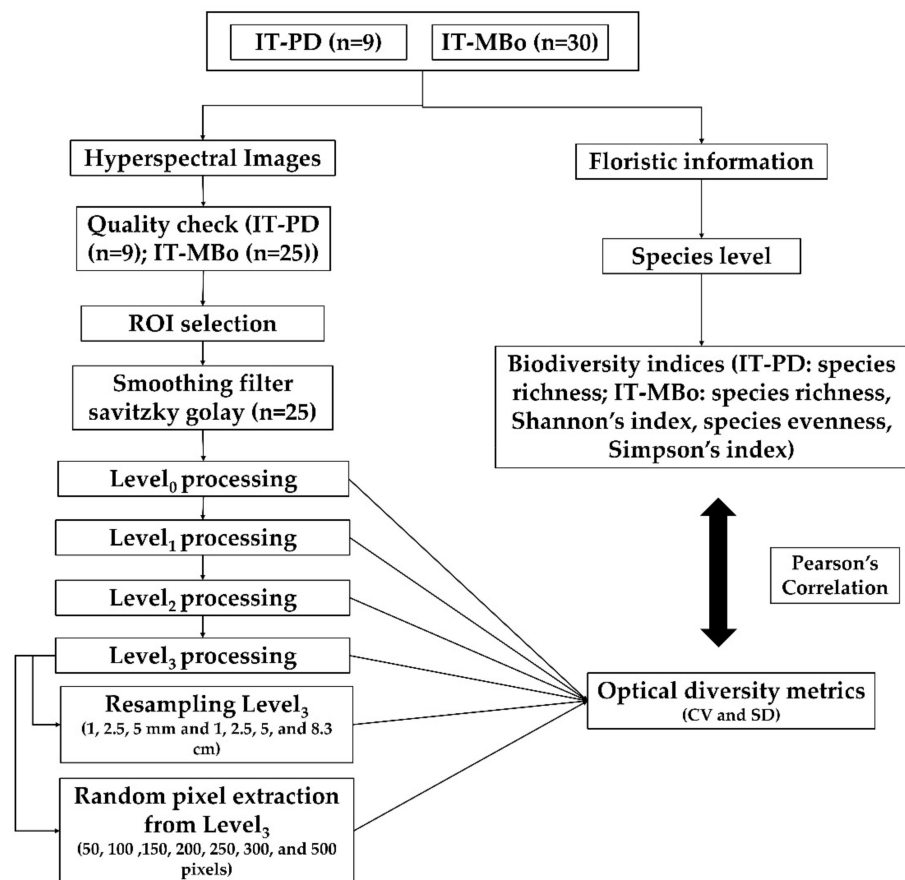 IT-PD (n=9)
IT-MBo (n=30)
Hyperspectral Images
Quality check (IT-PD
(n=9); IT-MBo (n=25))
ROI selection
Smoothing filter
savitzky golay (n=25)
Level₀ processing
Level₁ processing
Level₂ processing
Level₃ processing
Resampling Level₃
(1, 2.5, 5 mm and 1, 2.5, 5, and 8.3
cm)
Random pixel extraction
from Level₃
(50, 100 ,150, 200, 250, 300, and 500
pixels)
Floristic information
Species level
Biodiversity indices (IT-PD: species
richness; IT-MBo: species richness,
Shannon’s index, species evenness,
Simpson’s index)
Pearson’s
Correlation
Optical diversity metrics
(CV and SD)